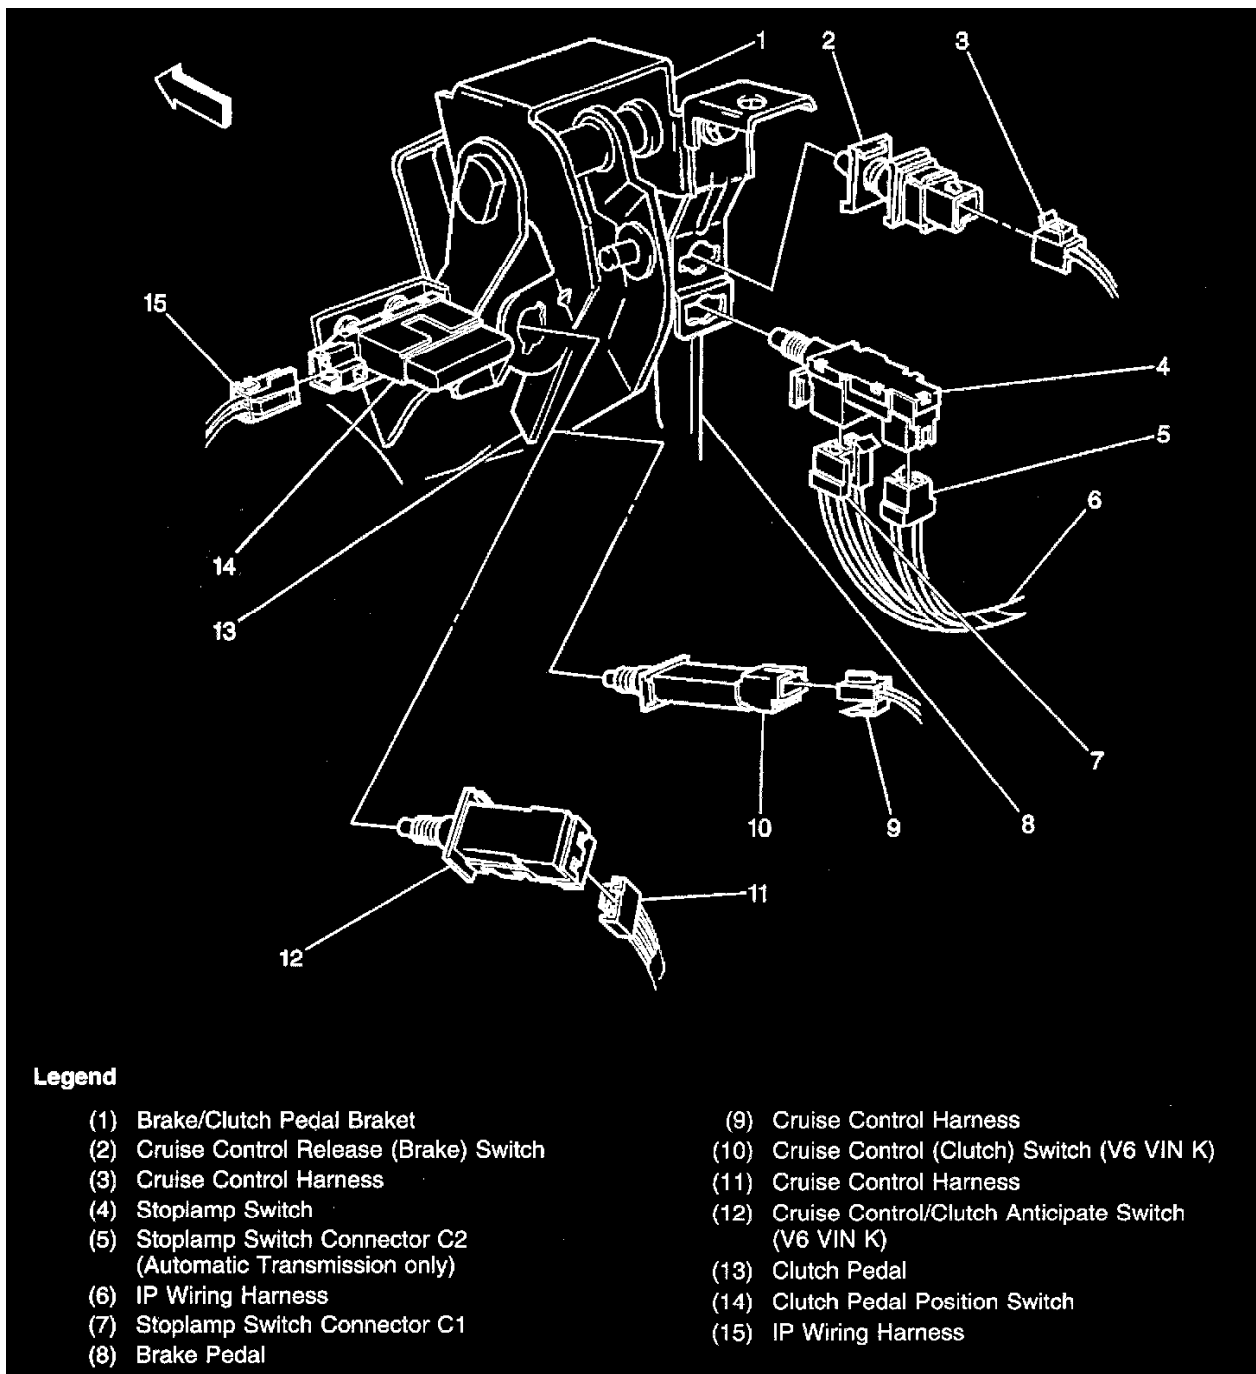 1
2
3
15
4
5
6
14
13
7
10
9
8
11
12
Legend
(1) Brake/Clutch Pedal Braket
(2) Cruise Control Release (Brake) Switch
(3) Cruise Control Harness
(4) Stoplamp Switch
(5) Stoplamp Switch Connector C2
(Automatic Transmission only)
(6) IP Wiring Harness
(7) Stoplamp Switch Connector C1
(8) Brake Pedal
(9) Cruise Control Harness
(10) Cruise Control (Clutch) Switch (V6 VIN K)
(11) Cruise Control Harness
(12) Cruise Control/Clutch Anticipate Switch
(V6 VIN K)
(13) Clutch Pedal
(14) Clutch Pedal Position Switch
(15) IP Wiring Harness